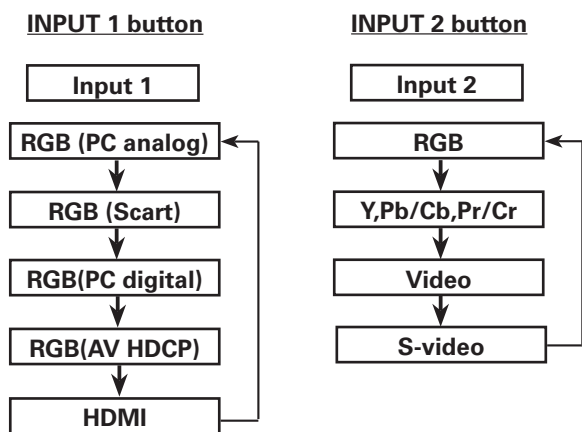 INPUT 1 button
Input 1
RGB (PC analog)
RGB (Scart)
RGB(PC digital)
RGB(AV HDCP)
HDMI
INPUT 2 button
Input 2
RGB
Y,Pb/Cb,Pr/Cr
Video
S-video